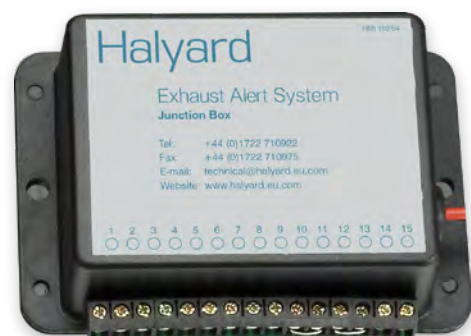 Halyard
Exhaust Alert System
Junction Box
Tel: +44 (0)1722 710922
Fax: +44 (0)1722 710975
E-mail: technical@halyard.eu.com
Website: www.halyard.eu.com
1 2 3 4 5 6 7 8 9 10 11 12 13 14 15